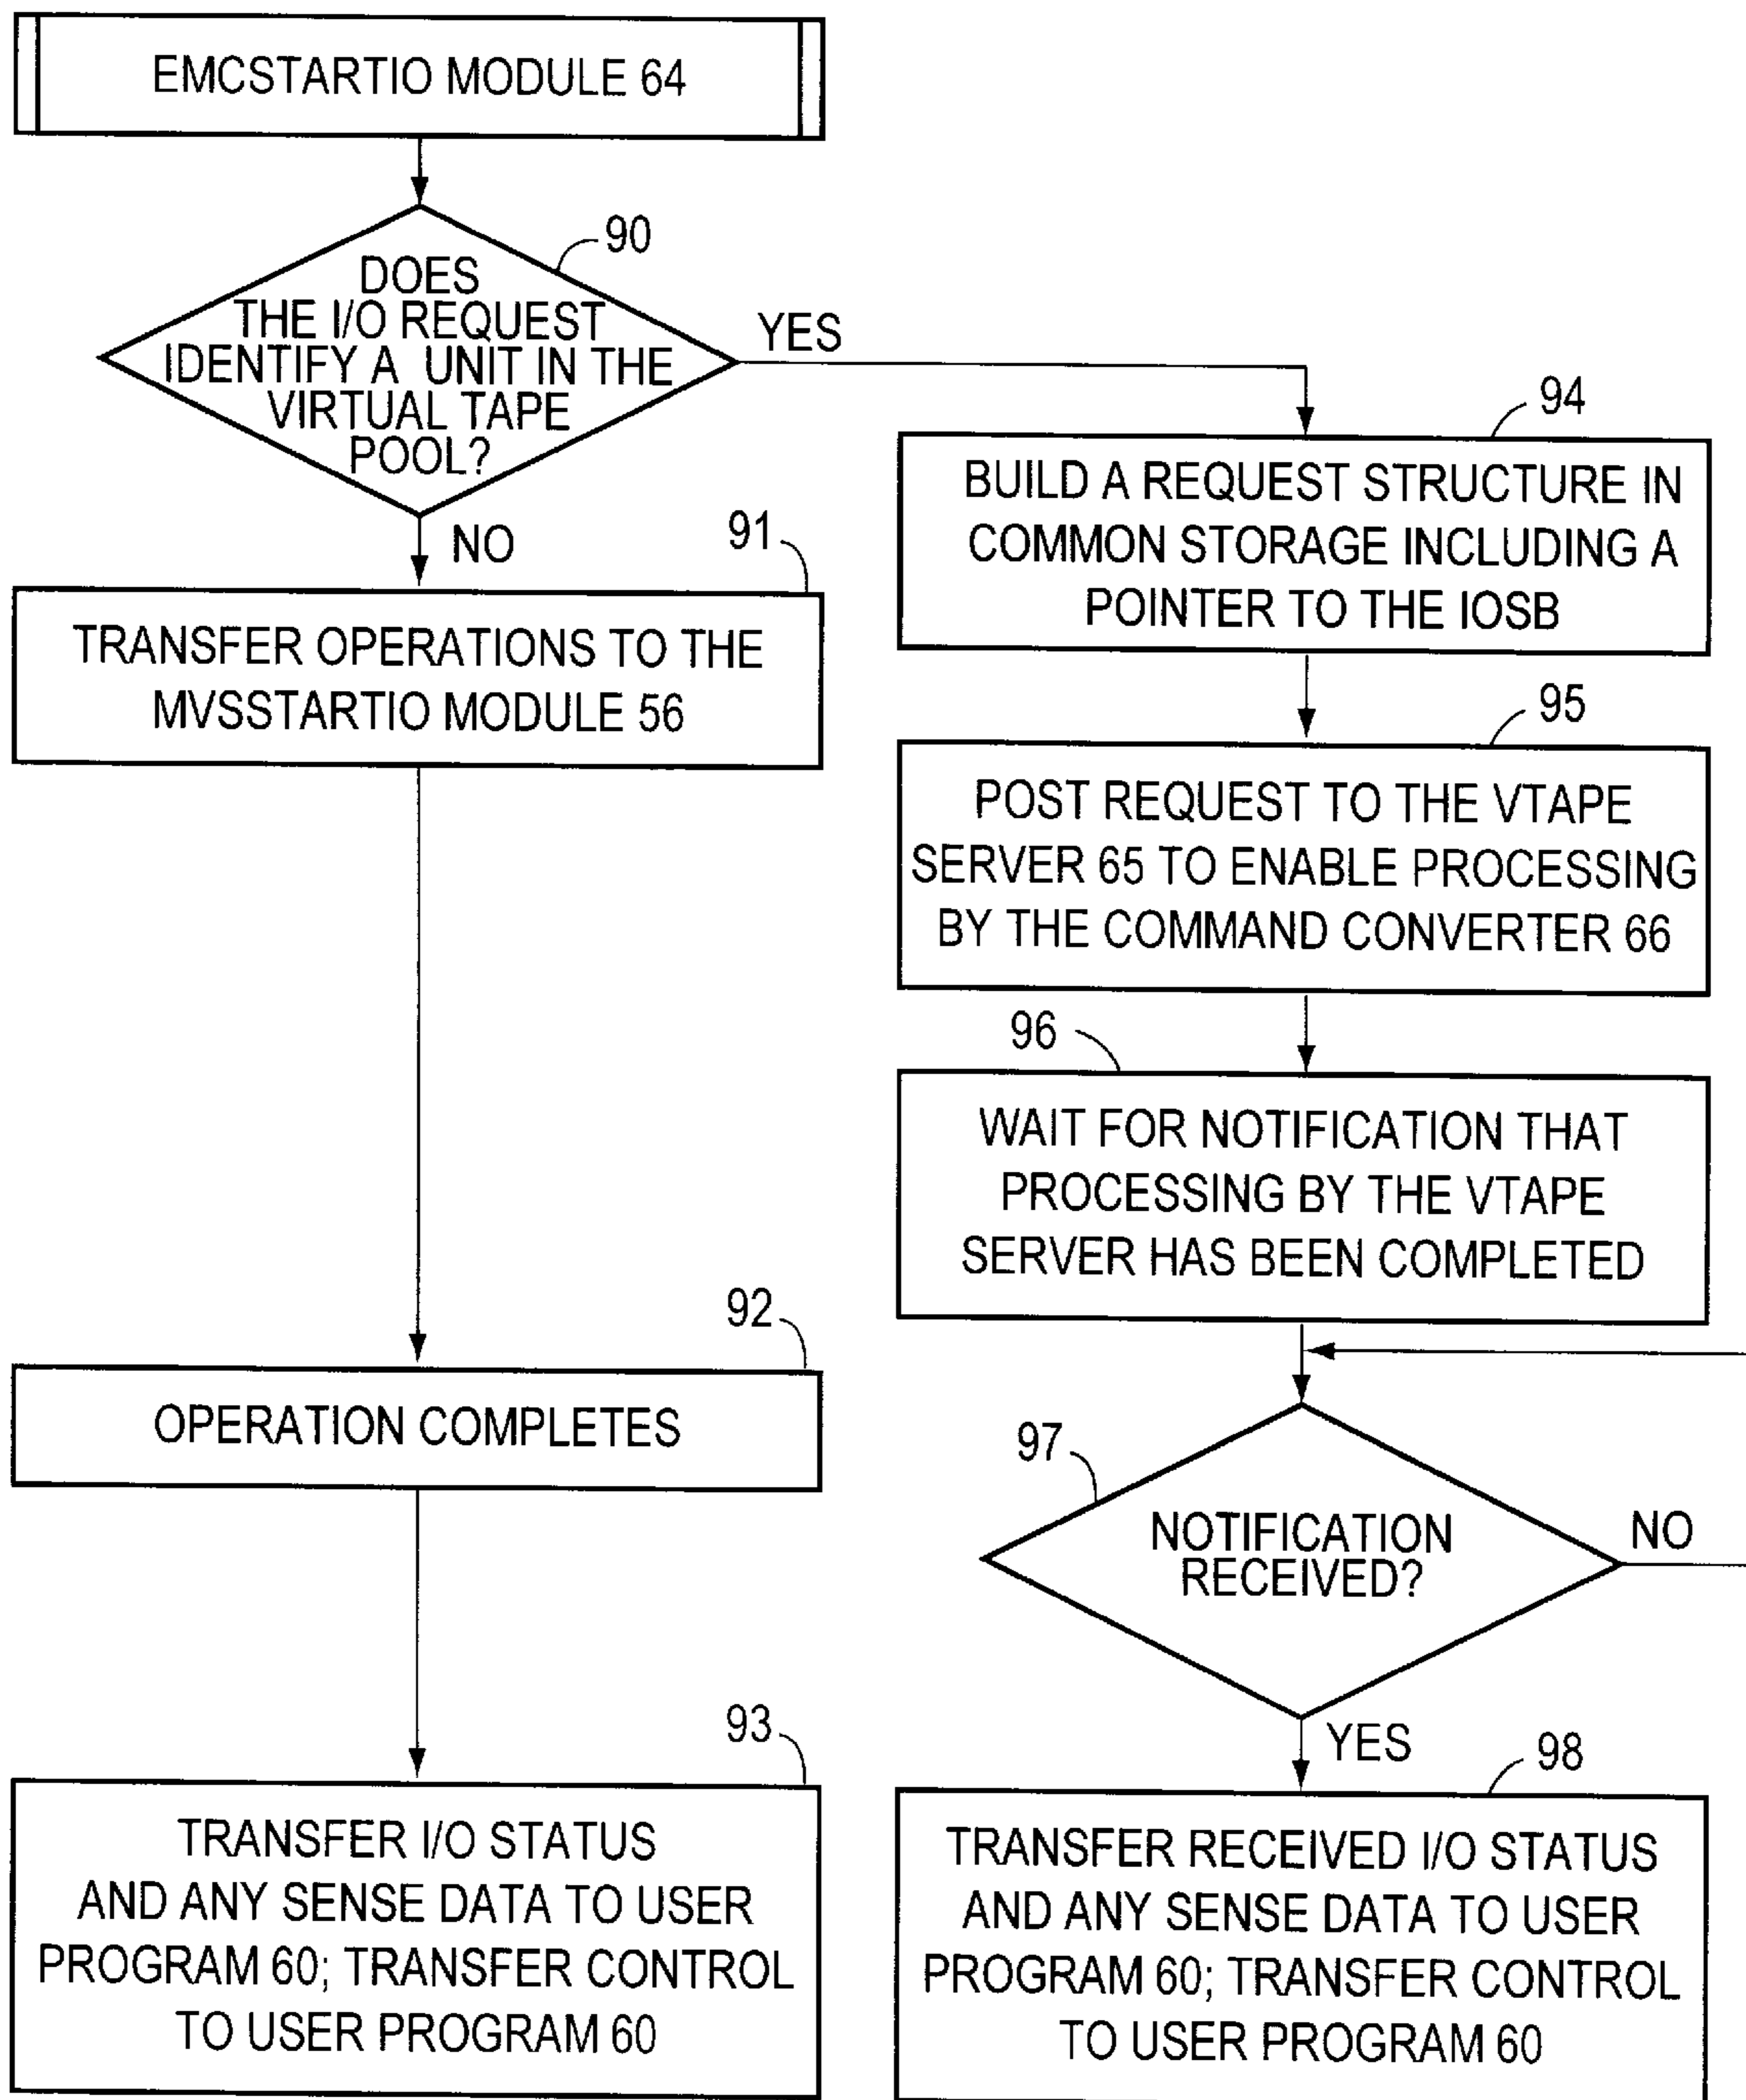 EMCSTARTIO MODULE 64
90
DOES
THE I/O REQUEST
IDENTIFY A UNIT IN THE
VIRTUAL TAPE
POOL?
YES
NO
91
TRANSFER OPERATIONS TO THE
MVSSTARTIO MODULE 56
92
OPERATION COMPLETES
93
TRANSFER I/O STATUS
AND ANY SENSE DATA TO USER
PROGRAM 60; TRANSFER CONTROL
TO USER PROGRAM 60
94
BUILD A REQUEST STRUCTURE IN
COMMON STORAGE INCLUDING A
POINTER TO THE IOSB
95
POST REQUEST TO THE VTAPE
SERVER 65 TO ENABLE PROCESSING
BY THE COMMAND CONVERTER 66
96
WAIT FOR NOTIFICATION THAT
PROCESSING BY THE VTAPE
SERVER HAS BEEN COMPLETED
97
NOTIFICATION
RECEIVED?
NO
YES
98
TRANSFER RECEIVED I/O STATUS
AND ANY SENSE DATA TO USER
PROGRAM 60; TRANSFER CONTROL
TO USER PROGRAM 60